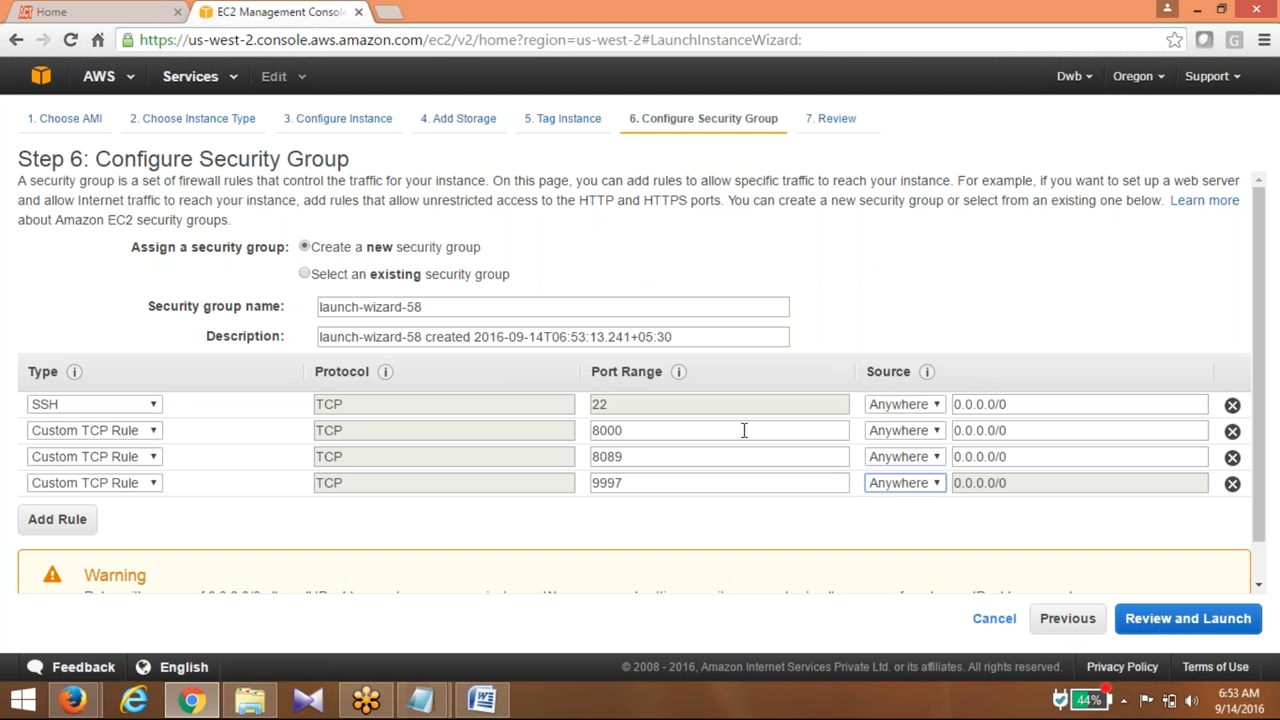 Home
EC2 Management Consol
https://us-west-2.console.aws.amazon.com/ec2/v2/home?region=us-west-2#LaunchInstanceWizard:
AWS Services Edit Dwb Oregon Support
1. Choose AMI 2. Choose Instance Type 3. Configure Instance 4. Add Storage 5. Tag Instance 6. Configure Security Group 7. Review
Step 6: Configure Security Group
A security group is a set of firewall rules that control the traffic for your instance. On this page, you can add rules to allow specific traffic to reach your instance. For example, if you want to set up a web server
and allow Internet traffic to reach your instance, add rules that allow unrestricted access to the HTTP and HTTPS ports. You can create a new security group or select from an existing one below. Learn more
about Amazon EC2 security groups.
Assign a security group: Create a new security group
Select an existing security group
Security group name: launch-wizard-58
Description: launch-wizard-58 created 2016-09-14T06:53:13.241+05:30
Type Protocol Port Range Source
SSH TCP 22 Anywhere 0.0.0.0/0
Custom TCP Rule TCP 8000 Anywhere 0.0.0.0/0
Custom TCP Rule TCP 8089 Anywhere 0.0.0.0/0
Custom TCP Rule TCP 9997 Anywhere 0.0.0.0/0
Add Rule
Warning
Cancel Previous Review and Launch
Feedback English © 2008 - 2016, Amazon Internet Services Private Ltd. or its affiliates. All rights reserved. Privacy Policy Terms of Use
44%
6:53 AM
9/14/2016